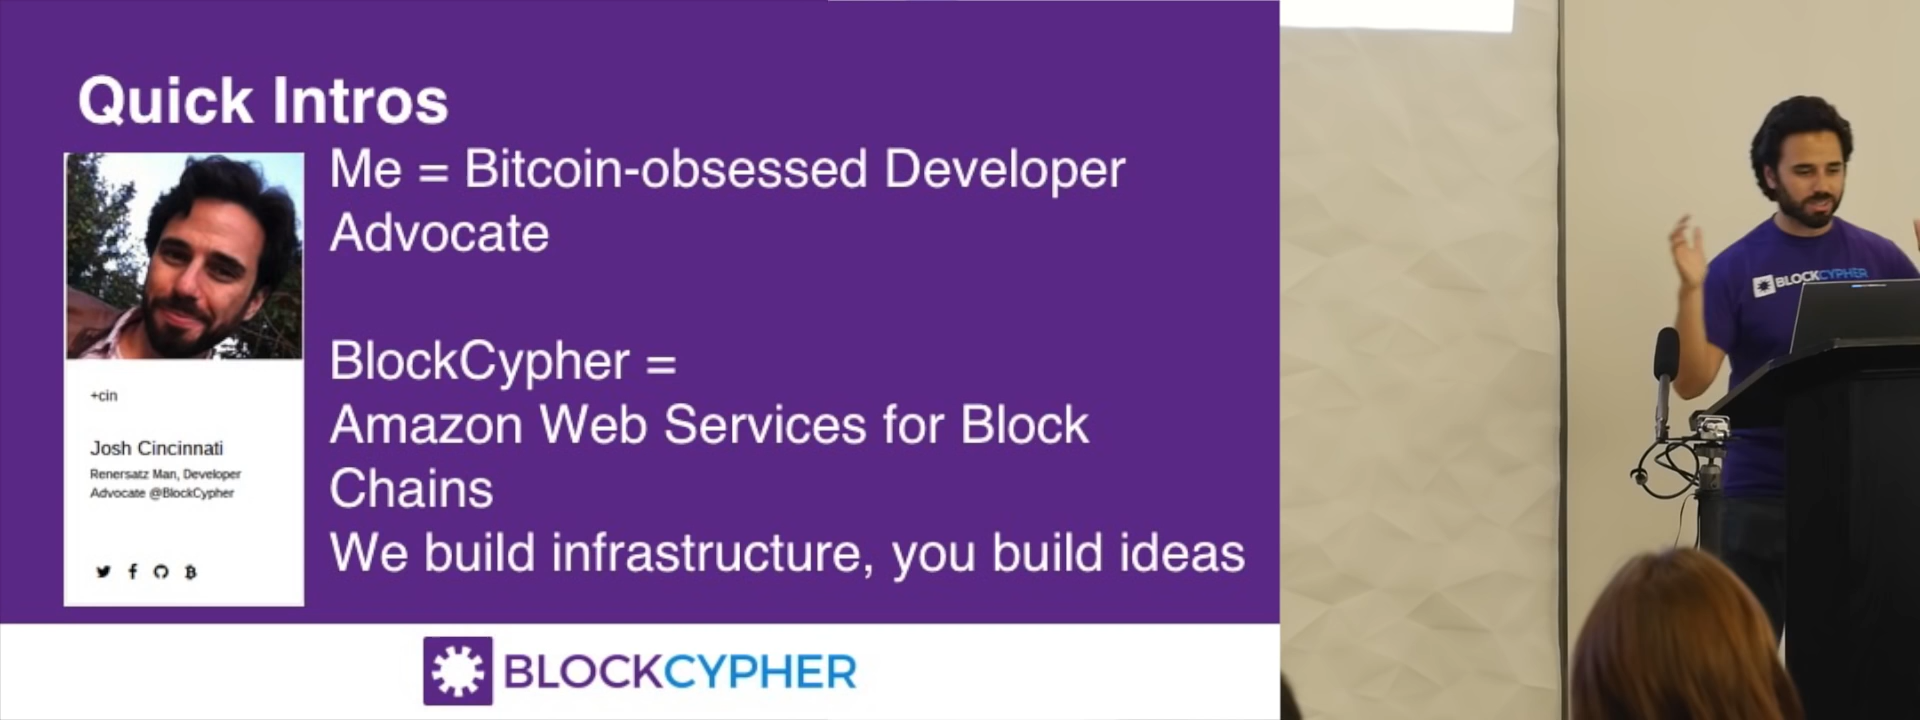 Quick Intros
Me = Bitcoin-obsessed Developer
Advocate
BlockCypher =
Amazon Web Services for Block
Chains
We build infrastructure, you build ideas
+cin
Josh Cincinnati
Renersatz Man, Developer
Advocate @BlockCypher
BLOCKCYPHER
BLOCKCYPHER